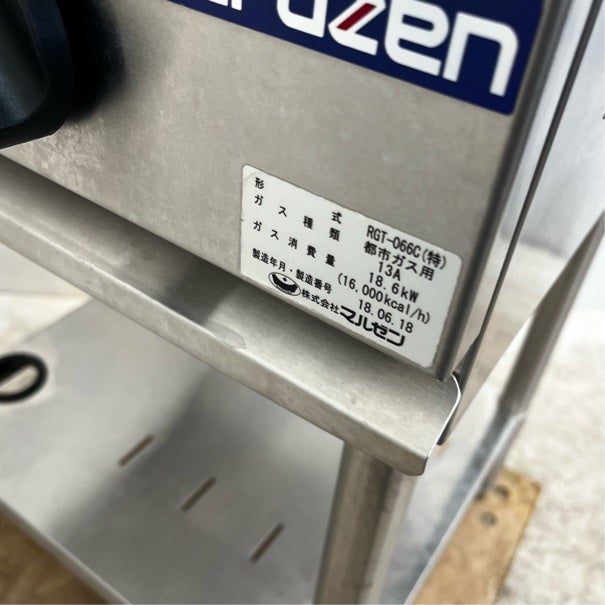 aruzen
形 式 RGT-066C(特)
ガス種類 都市ガス用
13A
ガス消費量 18.6kW
(16,000kcal/h)
製造年月・製造番号 18.06.18
株式会社マルゼン